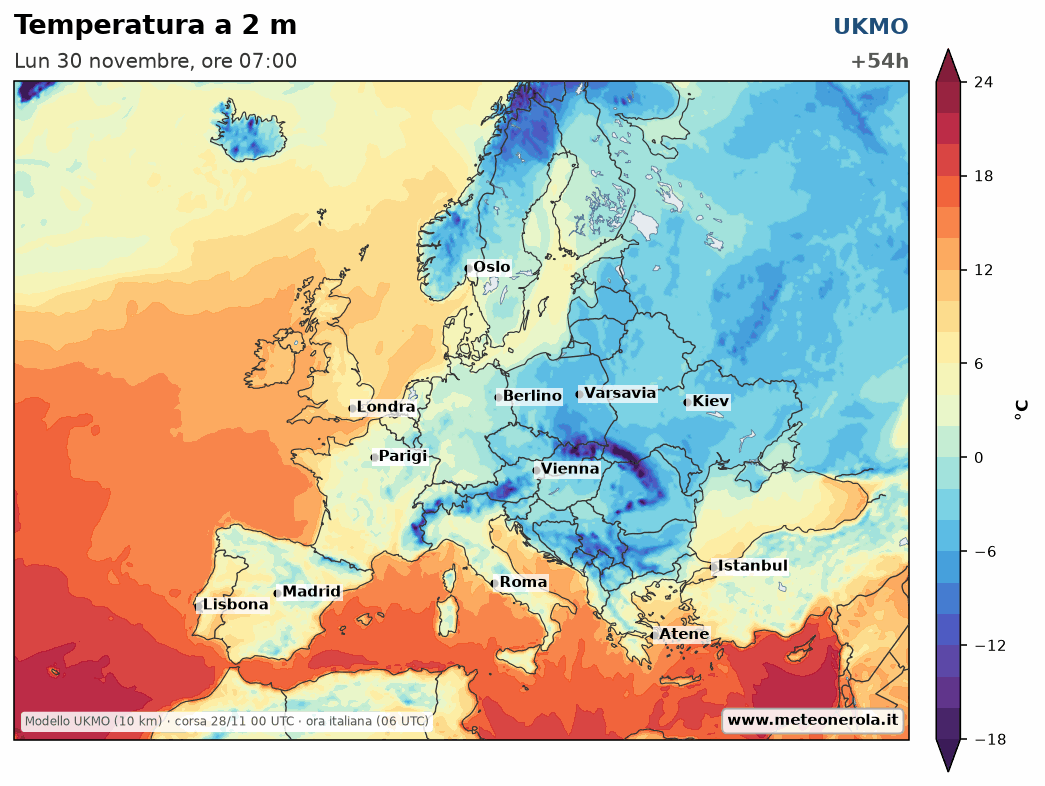 Temperatura a 2 m
UKMO
Lun 30 novembre, ore 07:00
+54h
24
18
12
6
0
−6
−12
−18
°C
Oslo
Berlino
Varsavia
Kiev
Londra
Parigi
Vienna
Istanbul
Roma
Madrid
Lisbona
Atene
Modello UKMO (10 km) · corsa 28/11 00 UTC · ora italiana (06 UTC)
www.meteonerola.it